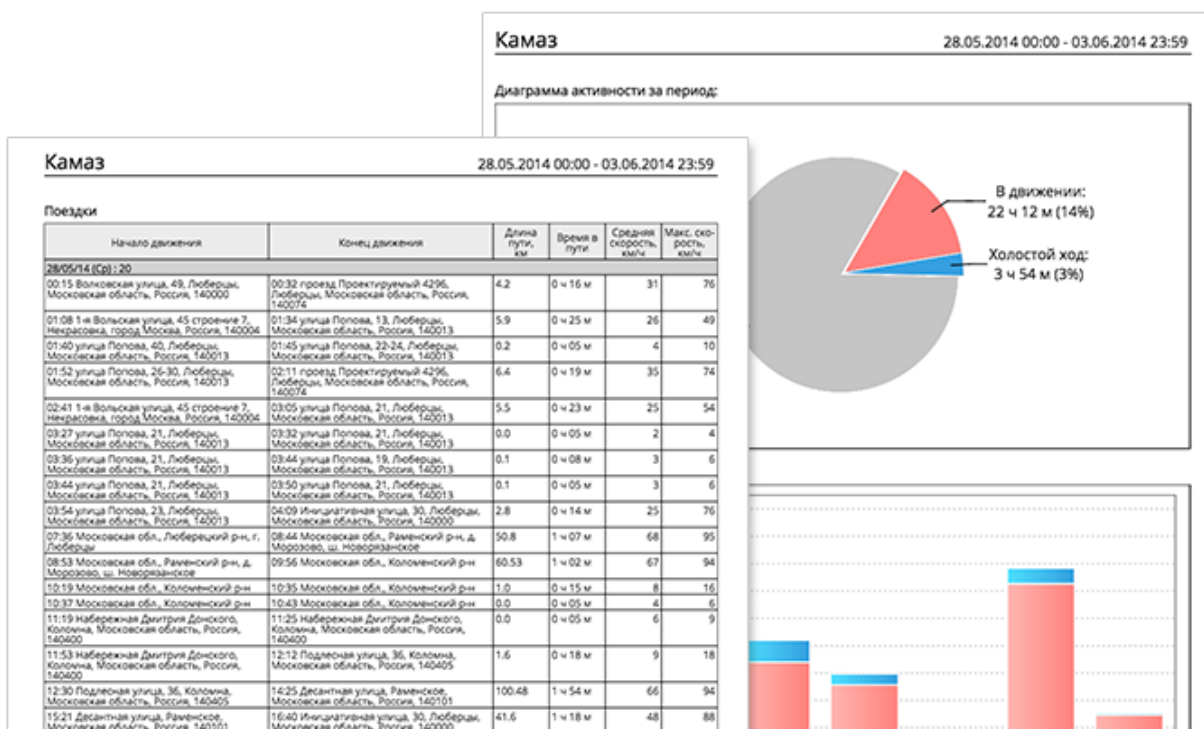 Камаз
28.05.2014 00:00 - 03.06.2014 23:59
Диаграмма активности за период:
В движении:
22 ч 12 м (14%)
Холостой ход:
3 ч 54 м (3%)
Камаз
28.05.2014 00:00 - 03.06.2014 23:59
Поездки
Начало движения
Конец движения
Длина
пути,
км
Время в
пути
Средняя
скорость,
км/ч
Макс. ско-
рость,
км/ч
28/05/14 (Ср) : 20
00:15 Волковская улица, 49, Люберцы,
Московская область, Россия, 140000
00:32 проезд Проектируемый 4296,
Люберцы, Московская область, Россия,
140074
4.2
0 ч 16 м
31
76
01:08 1-я Вольская улица, 45 строение 7,
Некрасовка, город Москва, Россия, 140004
01:34 улица Попова, 13, Люберцы,
Московская область, Россия, 140013
5.9
0 ч 25 м
26
49
01:40 улица Попова, 40, Люберцы,
Московская область, Россия, 140013
01:45 улица Попова, 22-24, Люберцы,
Московская область, Россия, 140013
0.2
0 ч 05 м
4
10
01:52 улица Попова, 26-30, Люберцы,
Московская область, Россия, 140013
02:11 проезд Проектируемый 4296,
Люберцы, Московская область, Россия,
140074
6.4
0 ч 19 м
35
74
02:41 1-я Вольская улица, 45 строение 7,
Некрасовка, город Москва, Россия, 140004
03:05 улица Попова, 21, Люберцы,
Московская область, Россия, 140013
5.5
0 ч 23 м
25
54
03:27 улица Попова, 21, Люберцы,
Московская область, Россия, 140013
03:32 улица Попова, 21, Люберцы,
Московская область, Россия, 140013
0.0
0 ч 05 м
2
4
03:36 улица Попова, 21, Люберцы,
Московская область, Россия, 140013
03:44 улица Попова, 19, Люберцы,
Московская область, Россия, 140013
0.1
0 ч 08 м
3
6
03:44 улица Попова, 21, Люберцы,
Московская область, Россия, 140013
03:50 улица Попова, 21, Люберцы,
Московская область, Россия, 140013
0.1
0 ч 05 м
3
6
03:54 улица Попова, 23, Люберцы,
Московская область, Россия, 140013
04:09 Инициативная улица, 30, Люберцы,
Московская область, Россия, 140000
2.8
0 ч 14 м
25
76
07:36 Московская обл., Люберецкий р-н, г.
Люберцы
08:44 Московская обл., Раменский р-н, д.
Морозово, ш. Новорязанское
50.8
1 ч 07 м
68
95
08:53 Московская обл., Раменский р-н, д.
Морозово, ш. Новорязанское
09:56 Московская обл., Коломенский р-н
60.53
1 ч 02 м
67
94
10:19 Московская обл., Коломенский р-н
10:35 Московская обл., Коломенский р-н
1.0
0 ч 15 м
8
16
10:37 Московская обл., Коломенский р-н
10:43 Московская обл., Коломенский р-н
0.0
0 ч 05 м
4
6
11:19 Набережная Дмитрия Донского,
Коломна, Московская область, Россия,
140400
11:25 Набережная Дмитрия Донского,
Коломна, Московская область, Россия,
140400
0.0
0 ч 05 м
6
9
11:53 Набережная Дмитрия Донского,
Коломна, Московская область, Россия,
140400
12:12 Подлесная улица, 36, Коломна,
Московская область, Россия, 140405
1.6
0 ч 18 м
9
18
12:30 Подлесная улица, 36, Коломна,
Московская область, Россия, 140405
14:25 Десантная улица, Раменское,
Московская область, Россия, 140101
100.48
1 ч 54 м
66
94
15:21 Десантная улица, Раменское,
Московская область, Россия, 140101
16:40 Инициативная улица, 30, Люберцы,
Московская область, Россия, 140000
41.6
1 ч 18 м
48
88